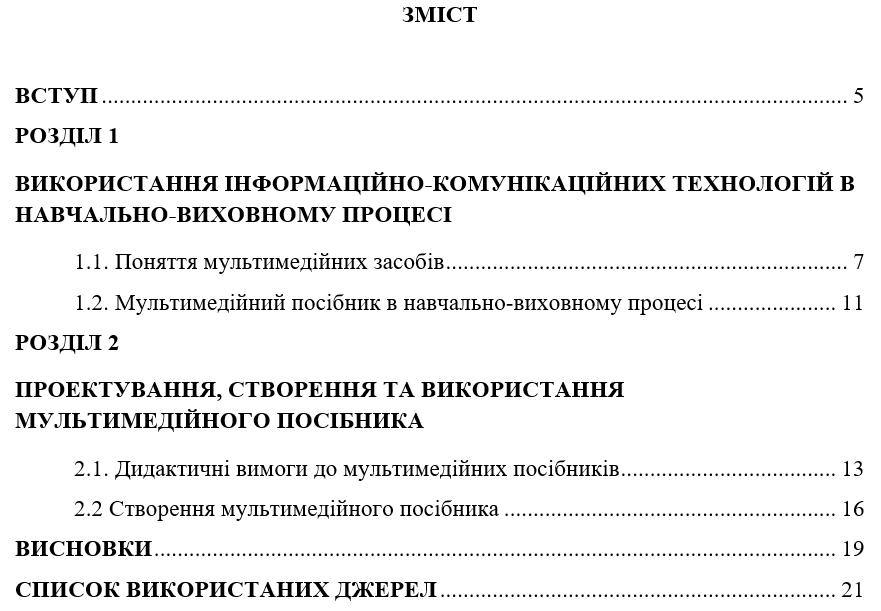 ЗМІСТ
ВСТУП ........ 5
РОЗДІЛ 1
ВИКОРИСТАННЯ ІНФОРМАЦІЙНО-КОМУНІКАЦІЙНИХ ТЕХНОЛОГІЙ В
НАВЧАЛЬНО-ВИХОВНОМУ ПРОЦЕСІ
1.1. Поняття мультимедійних засобів........ 7
1.2. Мультимедійний посібник в навчально-виховному процесі ........ 11
РОЗДІЛ 2
ПРОЕКТУВАННЯ, СТВОРЕННЯ ТА ВИКОРИСТАННЯ
МУЛЬТИМЕДІЙНОГО ПОСІБНИКА
2.1. Дидактичні вимоги до мультимедійних посібників........ 13
2.2 Створення мультимедійного посібника ........ 16
ВИСНОВКИ........ 19
СПИСОК ВИКОРИСТАНИХ ДЖЕРЕЛ........ 21